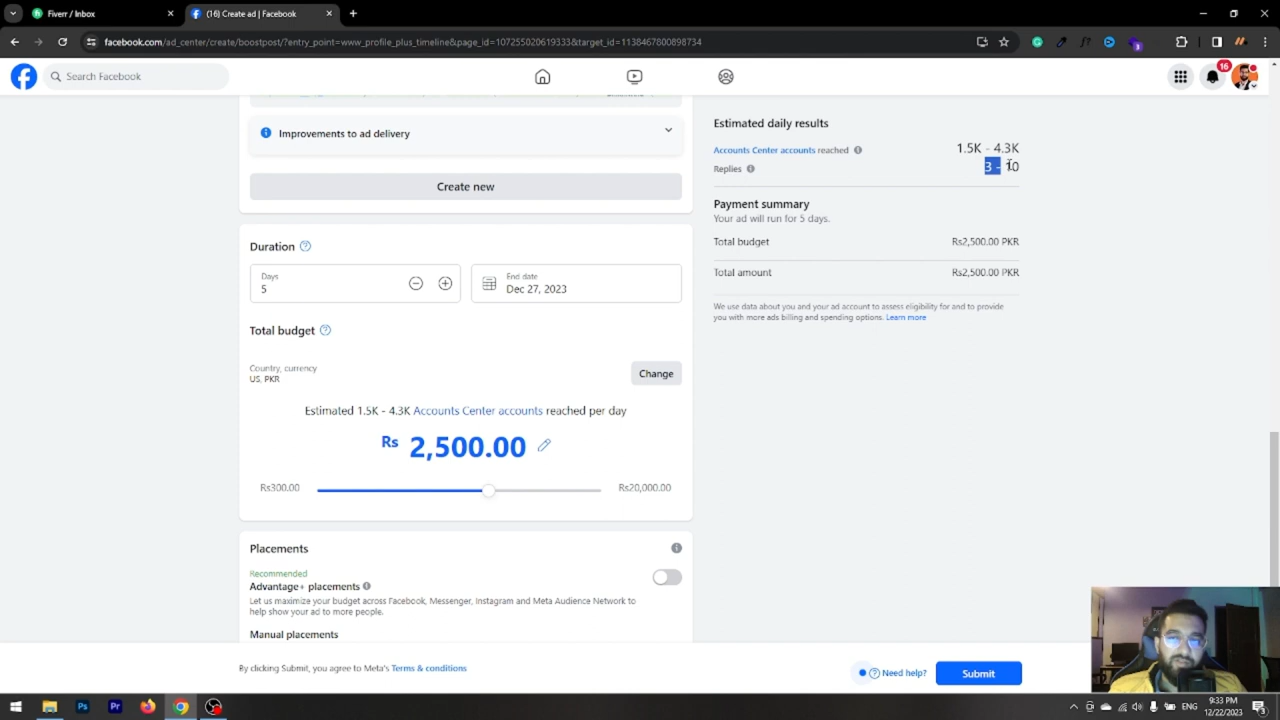 Fiverr / Inbox
(16) Create ad | Facebook
facebook.com/ad_center/create/boostpost/?entry_point=www_profile_plus_timeline&page_id=107255020619333&target_id=1138467800898734
Search Facebook
16
Improvements to ad delivery
Create new
Duration
Days
5
End date
Dec 27, 2023
Total budget
Country, currency
US, PKR
Change
Estimated 1.5K - 4.3K Accounts Center accounts reached per day
Rs 2,500.00
Rs300.00
Rs20,000.00
Placements
Recommended
Advantage+ placements
Let us maximize your budget across Facebook, Messenger, Instagram and Meta Audience Network to
help show your ad to more people.
Manual placements
Estimated daily results
Accounts Center accounts reached
1.5K - 4.3K
Replies
3 - 10
Payment summary
Your ad will run for 5 days.
Total budget
Rs2,500.00 PKR
Total amount
Rs2,500.00 PKR
We use data about you and your ad account to assess eligibility for and to provide
you with more ads billing and spending options. Learn more
By clicking Submit, you agree to Meta's Terms & conditions
Need help?
Submit
Ps
Pr
ENG
9:33 PM
12/22/2023